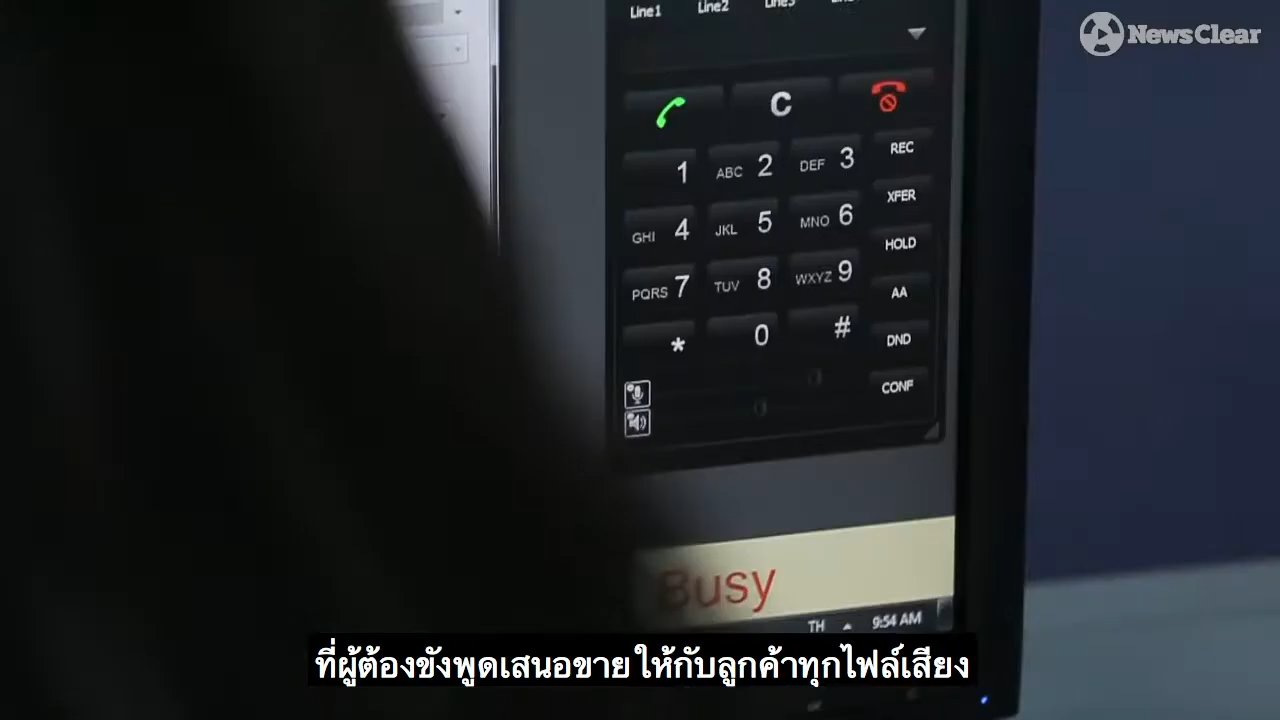 Line1 Line2 Line3
NewsClear
C
1 ABC 2 DEF 3 REC
GHI 4 JKL 5 MNO 6 XFER
PQRS 7 TUV 8 WXYZ 9 HOLD
* 0 # AA
DND
CONF
Busy
TH 9:54 AM
ที่ผู้ต้องขังพูดเสนอขาย ให้กับลูกค้าทุกไฟล์เสียง